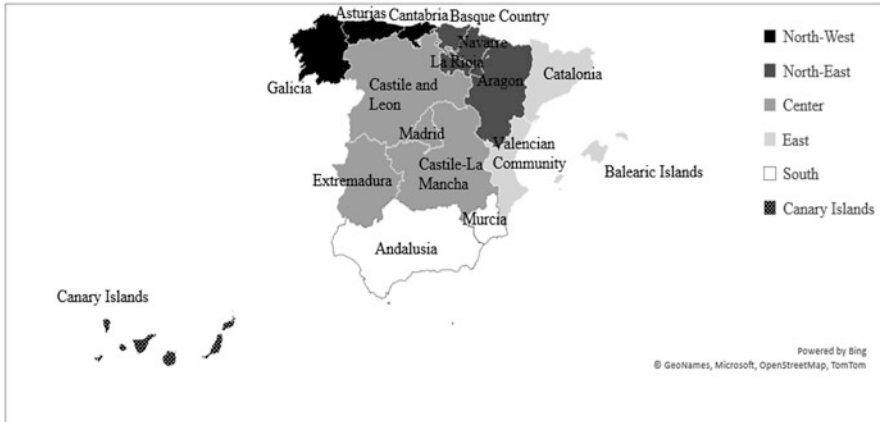 Asturias Cantabria Basque Country
Navarre
La Rioja
Galicia
Castile and
Leon
Aragon
Catalonia
Madrid
Valencian
Community
Castile-La
Mancha
Extremadura
Balearic Islands
Murcia
Andalusia
Canary Islands
North-West
North-East
Center
East
South
Canary Islands
Powered by Bing
© GeoNames, Microsoft, OpenStreetMap, TomTom